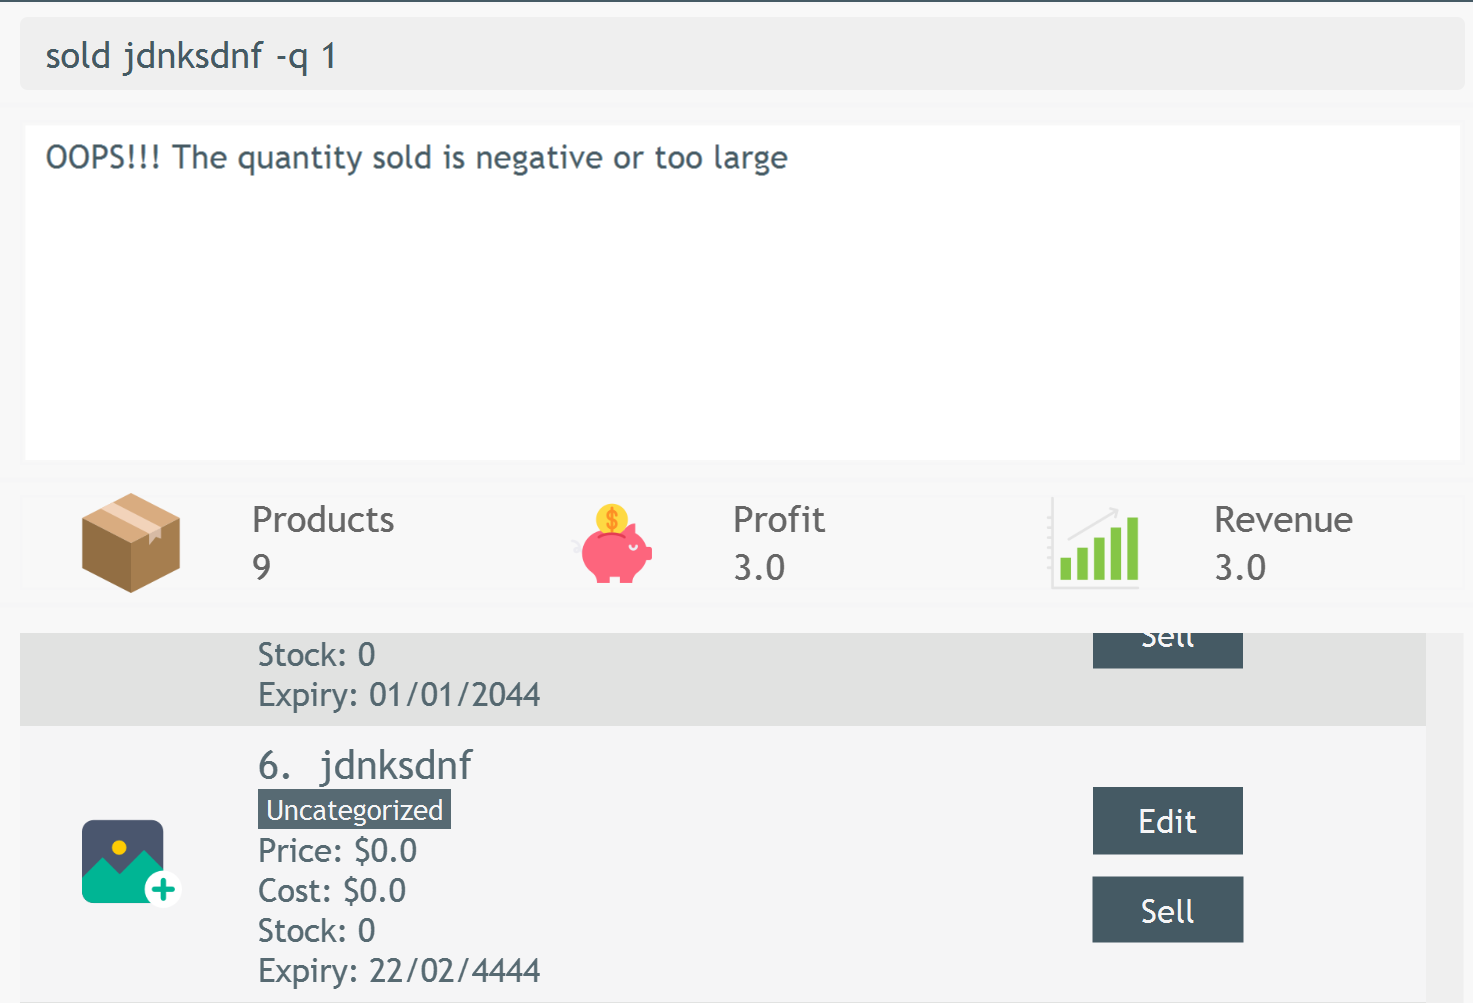 sold jdnksdnf -q 1
OOPS!!! The quantity sold is negative or too large
Products
9
Profit
3.0
Revenue
3.0
Stock: 0
Expiry: 01/01/2044
Sell
6. jdnksdnf
Uncategorized
Price: $0.0
Cost: $0.0
Stock: 0
Expiry: 22/02/4444
Edit
Sell